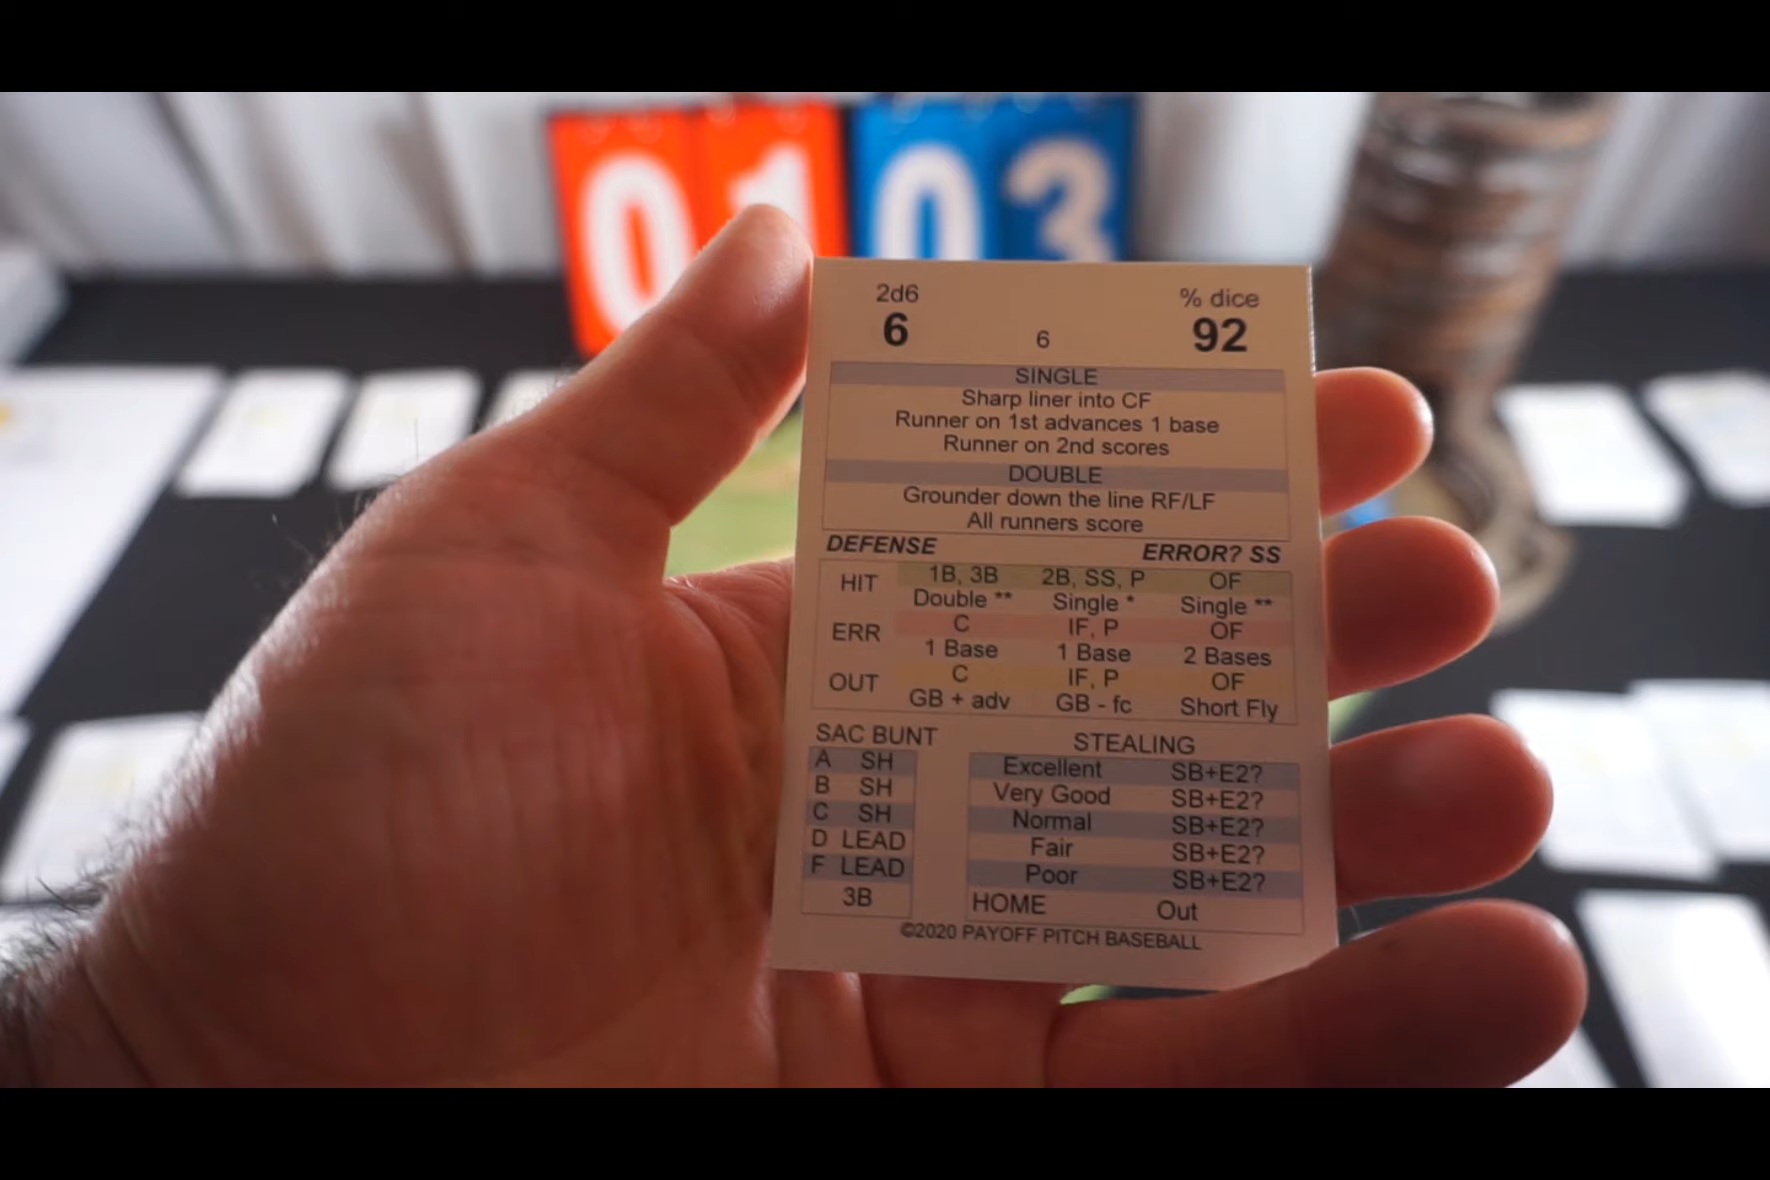 01 03
2d6 % dice
6 6 92
SINGLE
Sharp liner into CF
Runner on 1st advances 1 base
Runner on 2nd scores
DOUBLE
Grounder down the line RF/LF
All runners score
DEFENSE ERROR? SS
HIT 1B, 3B 2B, SS, P OF
Double ** Single * Single **
ERR C IF, P OF
1 Base 1 Base 2 Bases
OUT C IF, P OF
GB + adv GB - fc Short Fly
SAC BUNT
A SH
B SH
C SH
D LEAD
F LEAD
3B
STEALING
Excellent SB+E2?
Very Good SB+E2?
Normal SB+E2?
Fair SB+E2?
Poor SB+E2?
HOME Out
©2020 PAYOFF PITCH BASEBALL